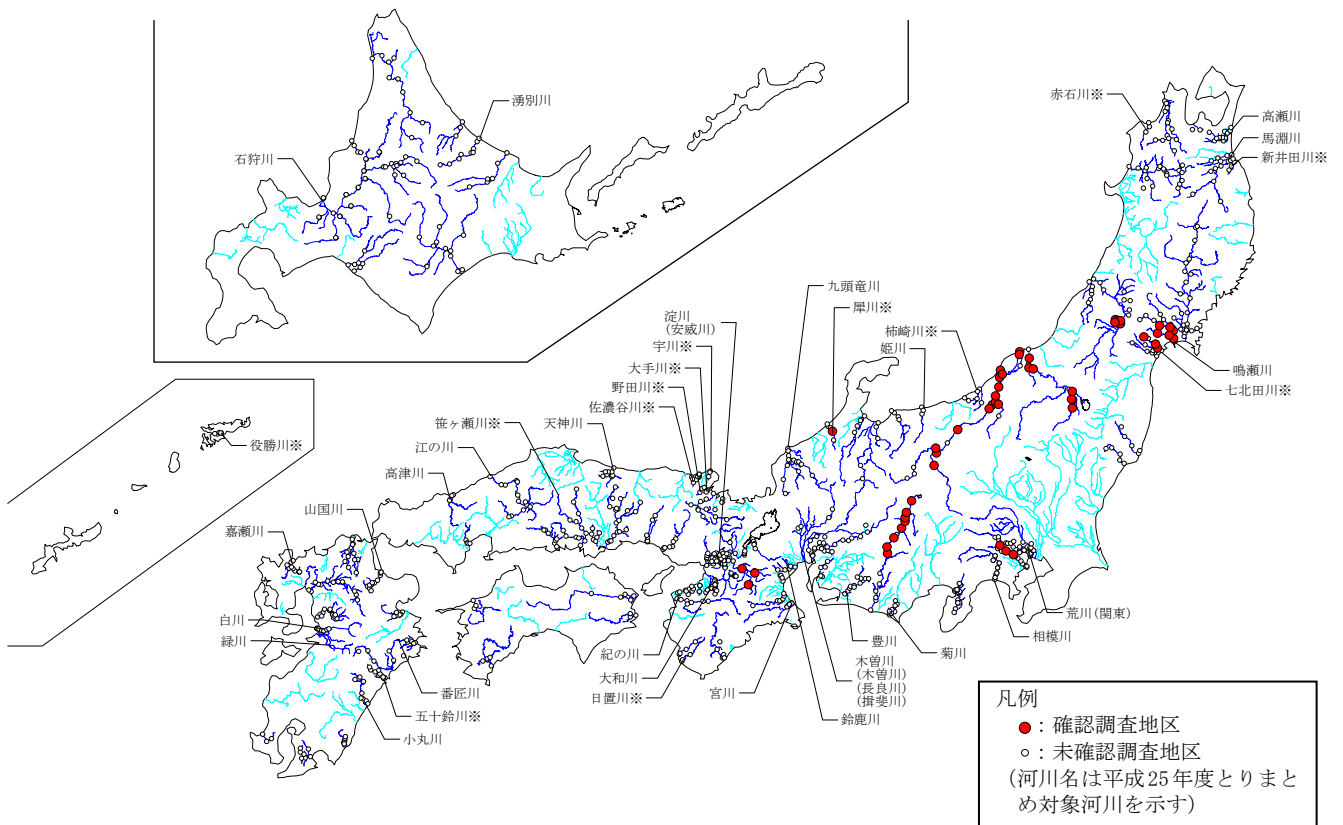 湧別川
石狩川
赤石川※
高瀬川
馬淵川
新井田川※
九頭竜川
犀川※
柿崎川※
姫川
淀川
(安威川)
宇川※
大手川※
野田川※
佐濃谷川※
天神川
笹ヶ瀬川※
江の川
高津川
鳴瀬川
七北田川※
役勝川※
山国川
嘉瀬川
白川
緑川
番匠川
五十鈴川※
小丸川
紀の川
大和川
日置川※
宮川
鈴鹿川
木曽川
(木曽川)
(長良川)
(揖斐川)
豊川
菊川
相模川
荒川(関東)
凡例
：確認調査地区
：未確認調査地区
(河川名は平成25年度とりまと
め対象河川を示す)